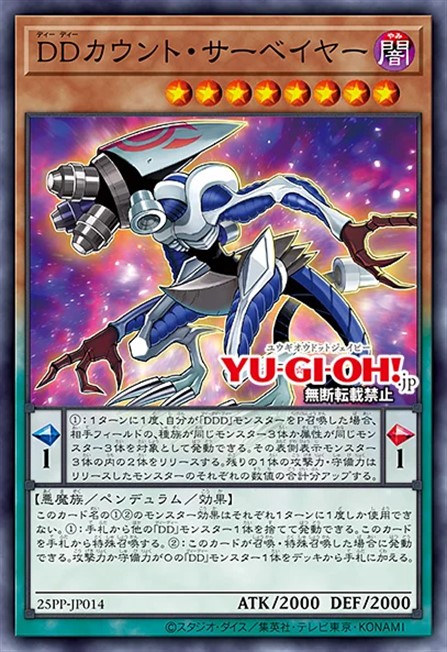 ディー ディー
DDカウント・サーベイヤー
やみ
闇
ユウギオウドットジェイピー
YU-GI-OH!.jp
無断転載禁止
①：1ターンに1度、自分が「DDD」モンスターをP召喚した場合、
相手フィールドの、種族が同じモンスター3体か属性が同じモン
スター3体を対象として発動できる。その表側表示モンスター
3体の内の2体をリリースする。残りの1体の攻撃力・守備力は
リリースしたモンスターのそれぞれの数値の合計分アップする。
1
1
【悪魔族／ペンデュラム／効果】
このカード名の①②のモンスター効果はそれぞれ1ターンに1度しか使用でき
ない。①：手札から他の「DD」モンスター1体を捨てて発動できる。このカード
を手札から特殊召喚する。②：このカードが召喚・特殊召喚した場合に発動
できる。攻撃力か守備力が0の「DD」モンスター1体をデッキから手札に加える。
25PP-JP014
ATK/2000 DEF/2000
©スタジオ・ダイス／集英社・テレビ東京・KONAMI